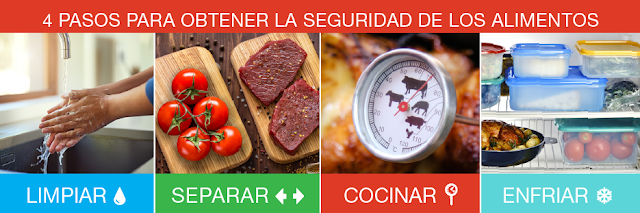 4 PASOS PARA OBTENER LA SEGURIDAD DE LOS ALIMENTOS
LIMPIAR
SEPARAR
COCINAR
ENFRIAR